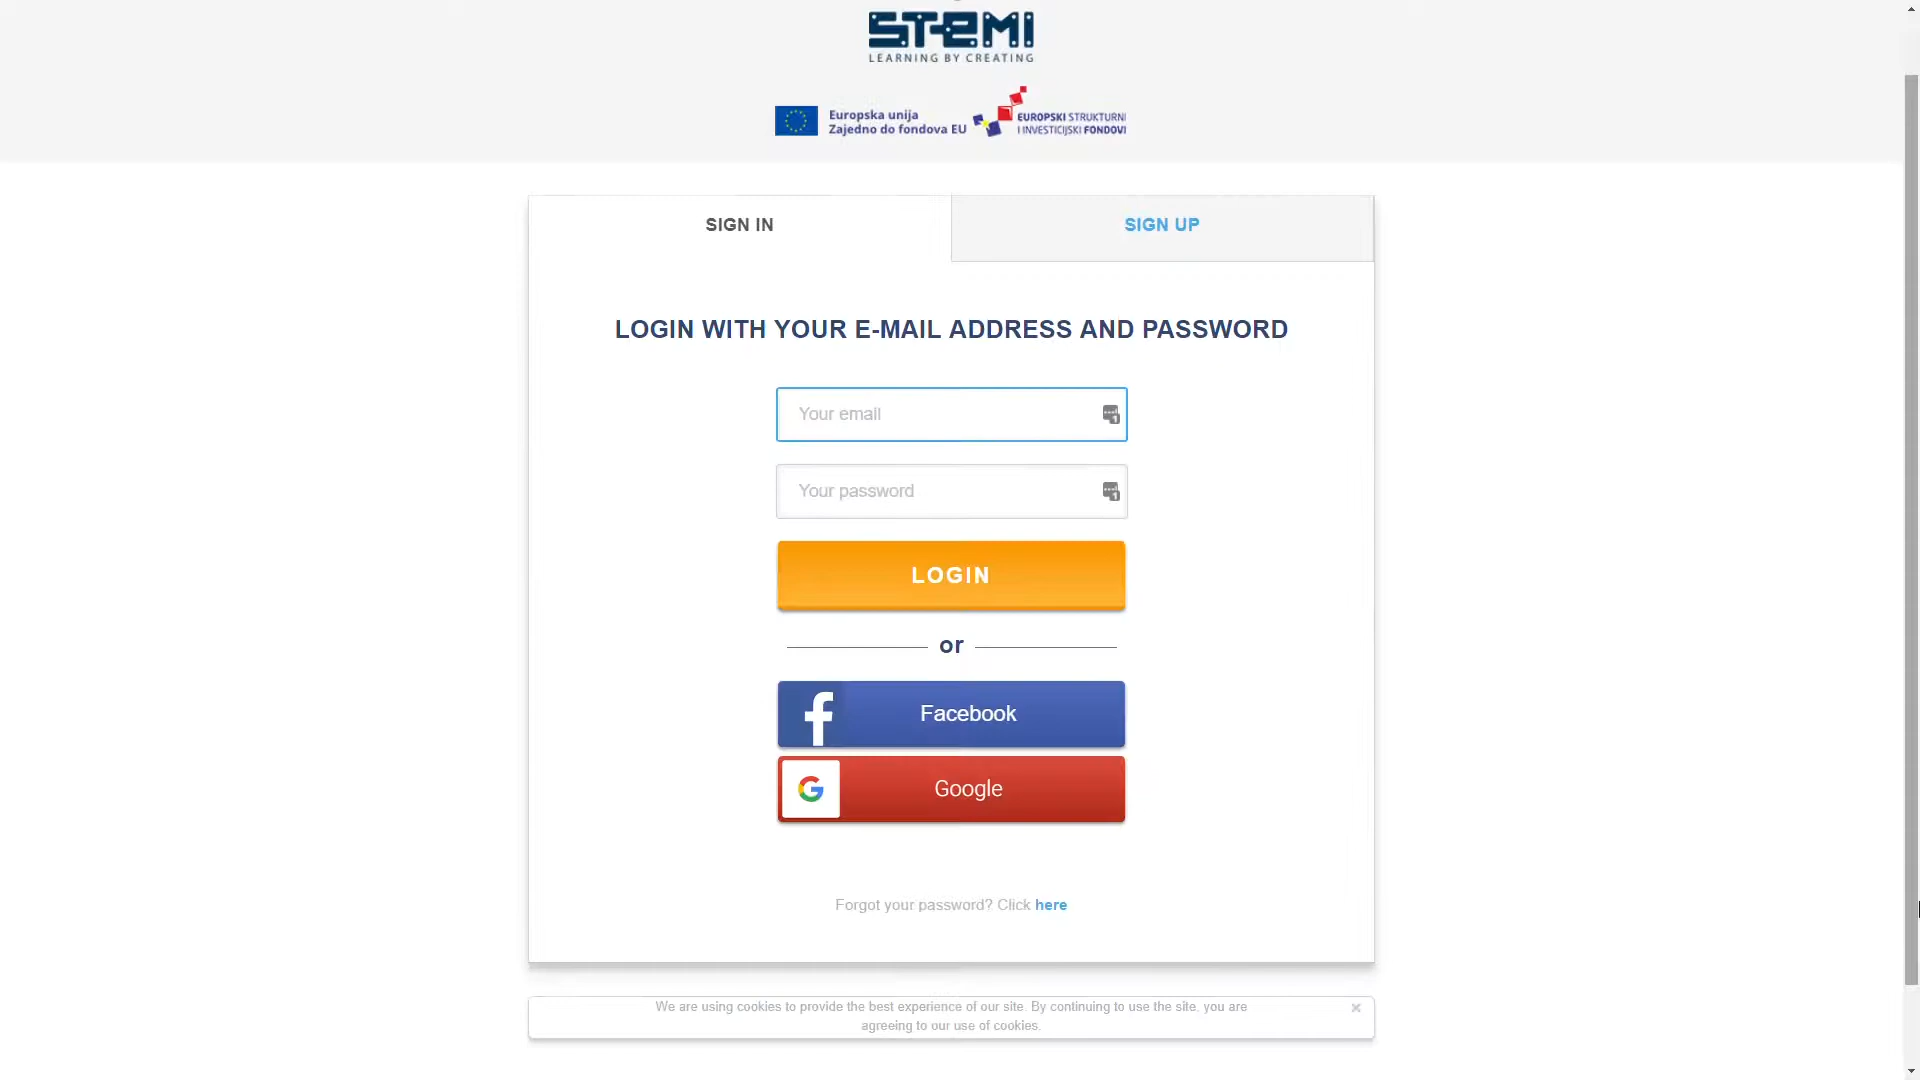 STEMI
LEARNING BY CREATING
Europska unija
Zajedno do fondova EU
EUROPSKI STRUKTURNI
I INVESTICIJSKI FONDOVI
SIGN IN
SIGN UP
LOGIN WITH YOUR E-MAIL ADDRESS AND PASSWORD
Your email
Your password
LOGIN
or
Facebook
Google
Forgot your password? Click here
We are using cookies to provide the best experience of our site. By continuing to use the site, you are
agreeing to our use of cookies.